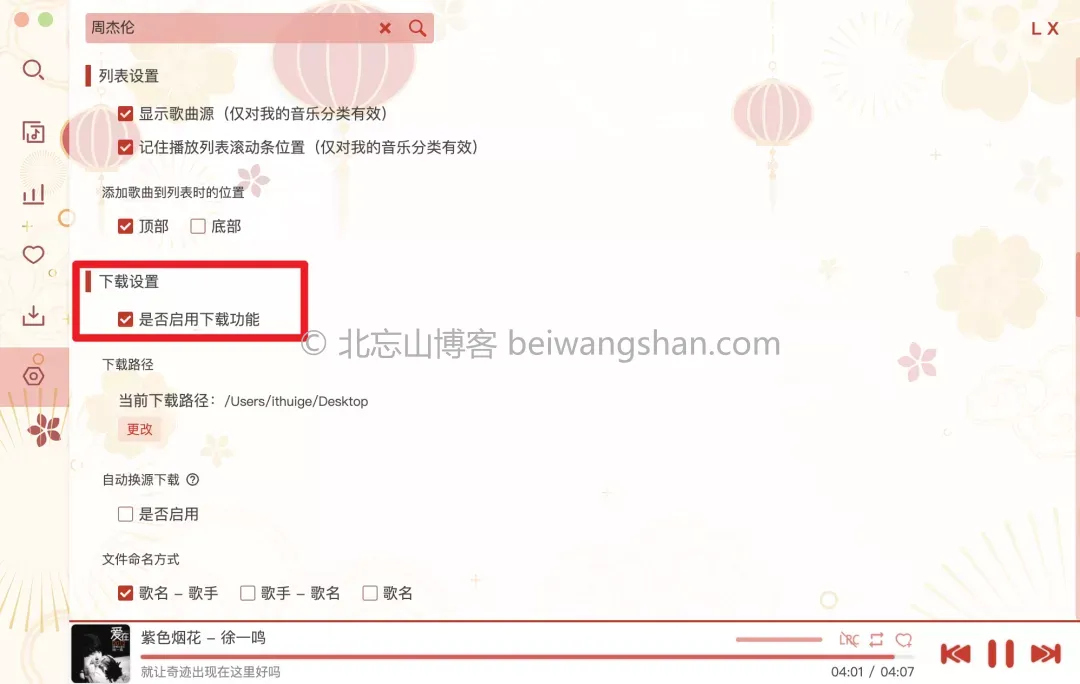 周杰伦
L X
列表设置
显示歌曲源（仅对我的音乐分类有效）
记住播放列表滚动条位置（仅对我的音乐分类有效）
添加歌曲到列表时的位置
顶部 底部
下载设置
是否启用下载功能
© 北忘山博客 beiwangshan.com
下载路径
当前下载路径：/Users/ithuige/Desktop
更改
自动换源下载
是否启用
文件命名方式
歌名 – 歌手 歌手 – 歌名 歌名
爱在
紫色烟花 – 徐一鸣
LRC
就让奇迹出现在这里好吗
04:01 / 04:07